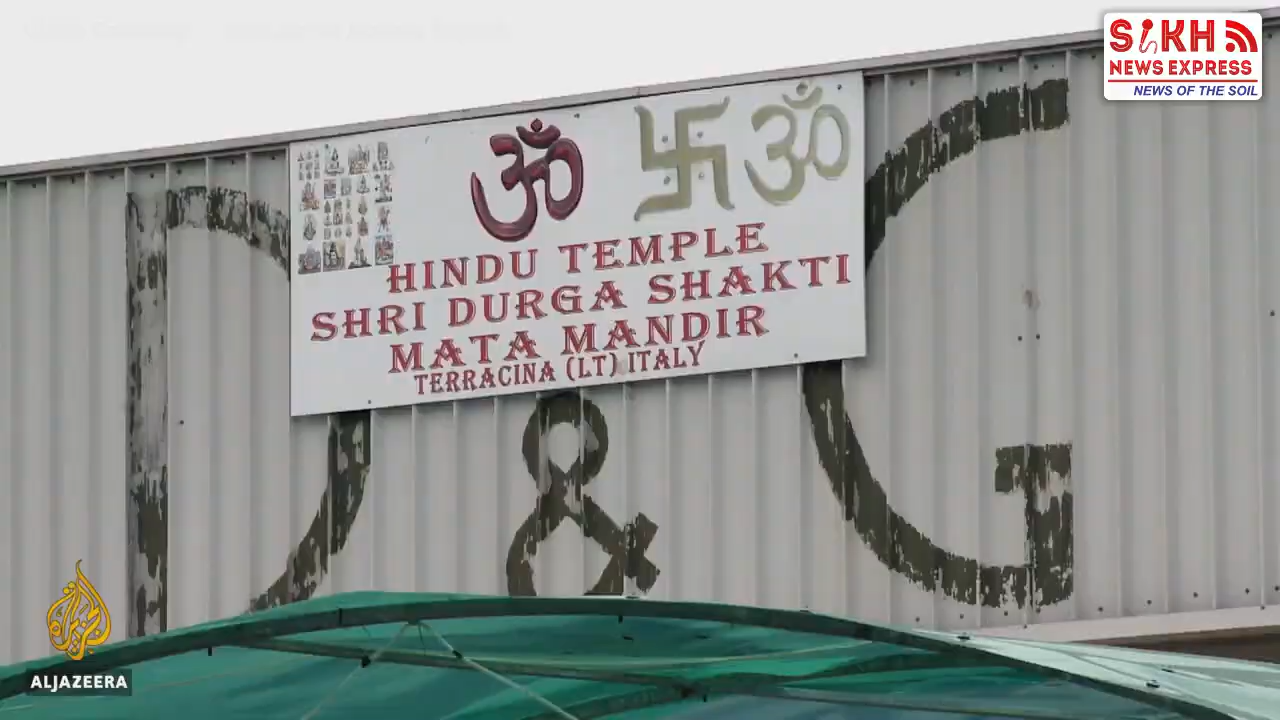 SIKH
NEWS EXPRESS
NEWS OF THE SOIL
ॐ
ॐ
HINDU TEMPLE
SHRI DURGA SHAKTI
MATA MANDIR
TERRACINA (LT) ITALY
D & G
ALJAZEERA